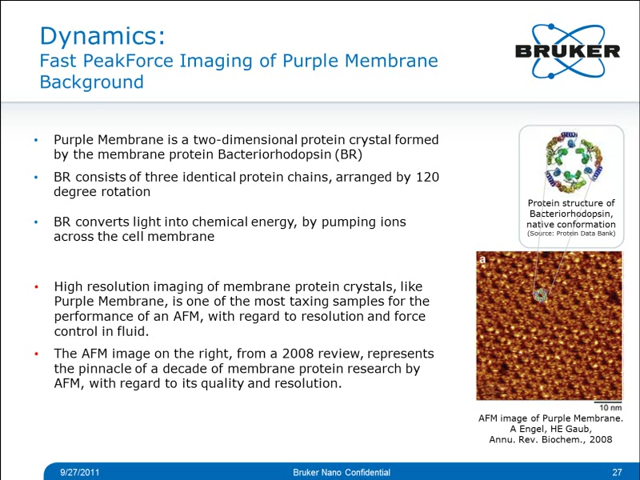 Dynamics:
Fast PeakForce Imaging of Purple Membrane
Background
BRUKER
• Purple Membrane is a two-dimensional protein crystal formed
by the membrane protein Bacteriorhodopsin (BR)
• BR consists of three identical protein chains, arranged by 120
degree rotation
• BR converts light into chemical energy, by pumping ions
across the cell membrane
• High resolution imaging of membrane protein crystals, like
Purple Membrane, is one of the most taxing samples for the
performance of an AFM, with regard to resolution and force
control in fluid.
• The AFM image on the right, from a 2008 review, represents
the pinnacle of a decade of membrane protein research by
AFM, with regard to its quality and resolution.
Protein structure of
Bacteriorhodopsin,
native conformation
(Source: Protein Data Bank)
a
10 nm
AFM image of Purple Membrane.
A Engel, HE Gaub,
Annu. Rev. Biochem., 2008
9/27/2011
Bruker Nano Confidential
27